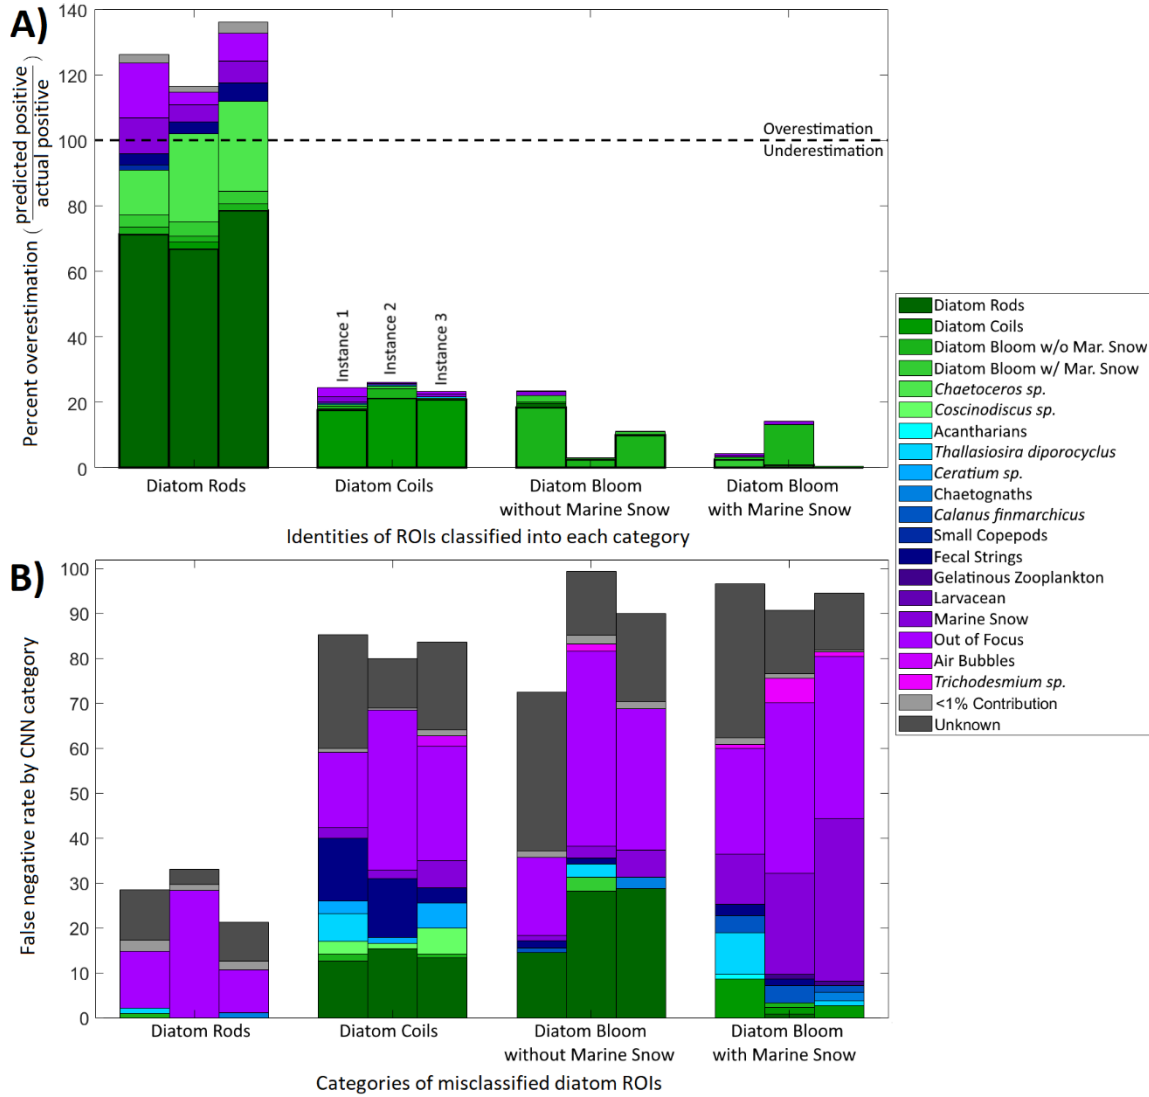 A)
Percent overestimation ( predicted positive / actual positive )
140
120
100
80
60
40
20
0
Overestimation
Underestimation
Instance 1
Instance 2
Instance 3
Diatom Rods
Diatom Coils
Diatom Bloom
without Marine Snow
Diatom Bloom
with Marine Snow
Identities of ROIs classified into each category
Diatom Rods
Diatom Coils
Diatom Bloom w/o Mar. Snow
Diatom Bloom w/ Mar. Snow
Chaetoceros sp.
Coscinodiscus sp.
Acantharians
Thallasiosira diporocyclus
Ceratium sp.
Chaetognaths
Calanus finmarchicus
Small Copepods
Fecal Strings
Gelatinous Zooplankton
Larvacean
Marine Snow
Out of Focus
Air Bubbles
Trichodesmium sp.
<1% Contribution
Unknown
B)
False negative rate by CNN category
100
90
80
70
60
50
40
30
20
10
0
Diatom Rods
Diatom Coils
Diatom Bloom
without Marine Snow
Diatom Bloom
with Marine Snow
Categories of misclassified diatom ROIs